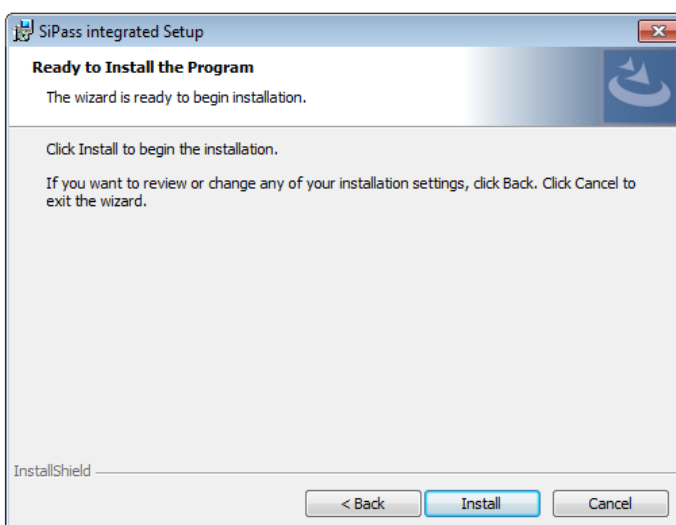 SiPass integrated Setup
Ready to Install the Program
The wizard is ready to begin installation.
Click Install to begin the installation.
If you want to review or change any of your installation settings, click Back. Click Cancel to
exit the wizard.
InstallShield
< Back Install Cancel